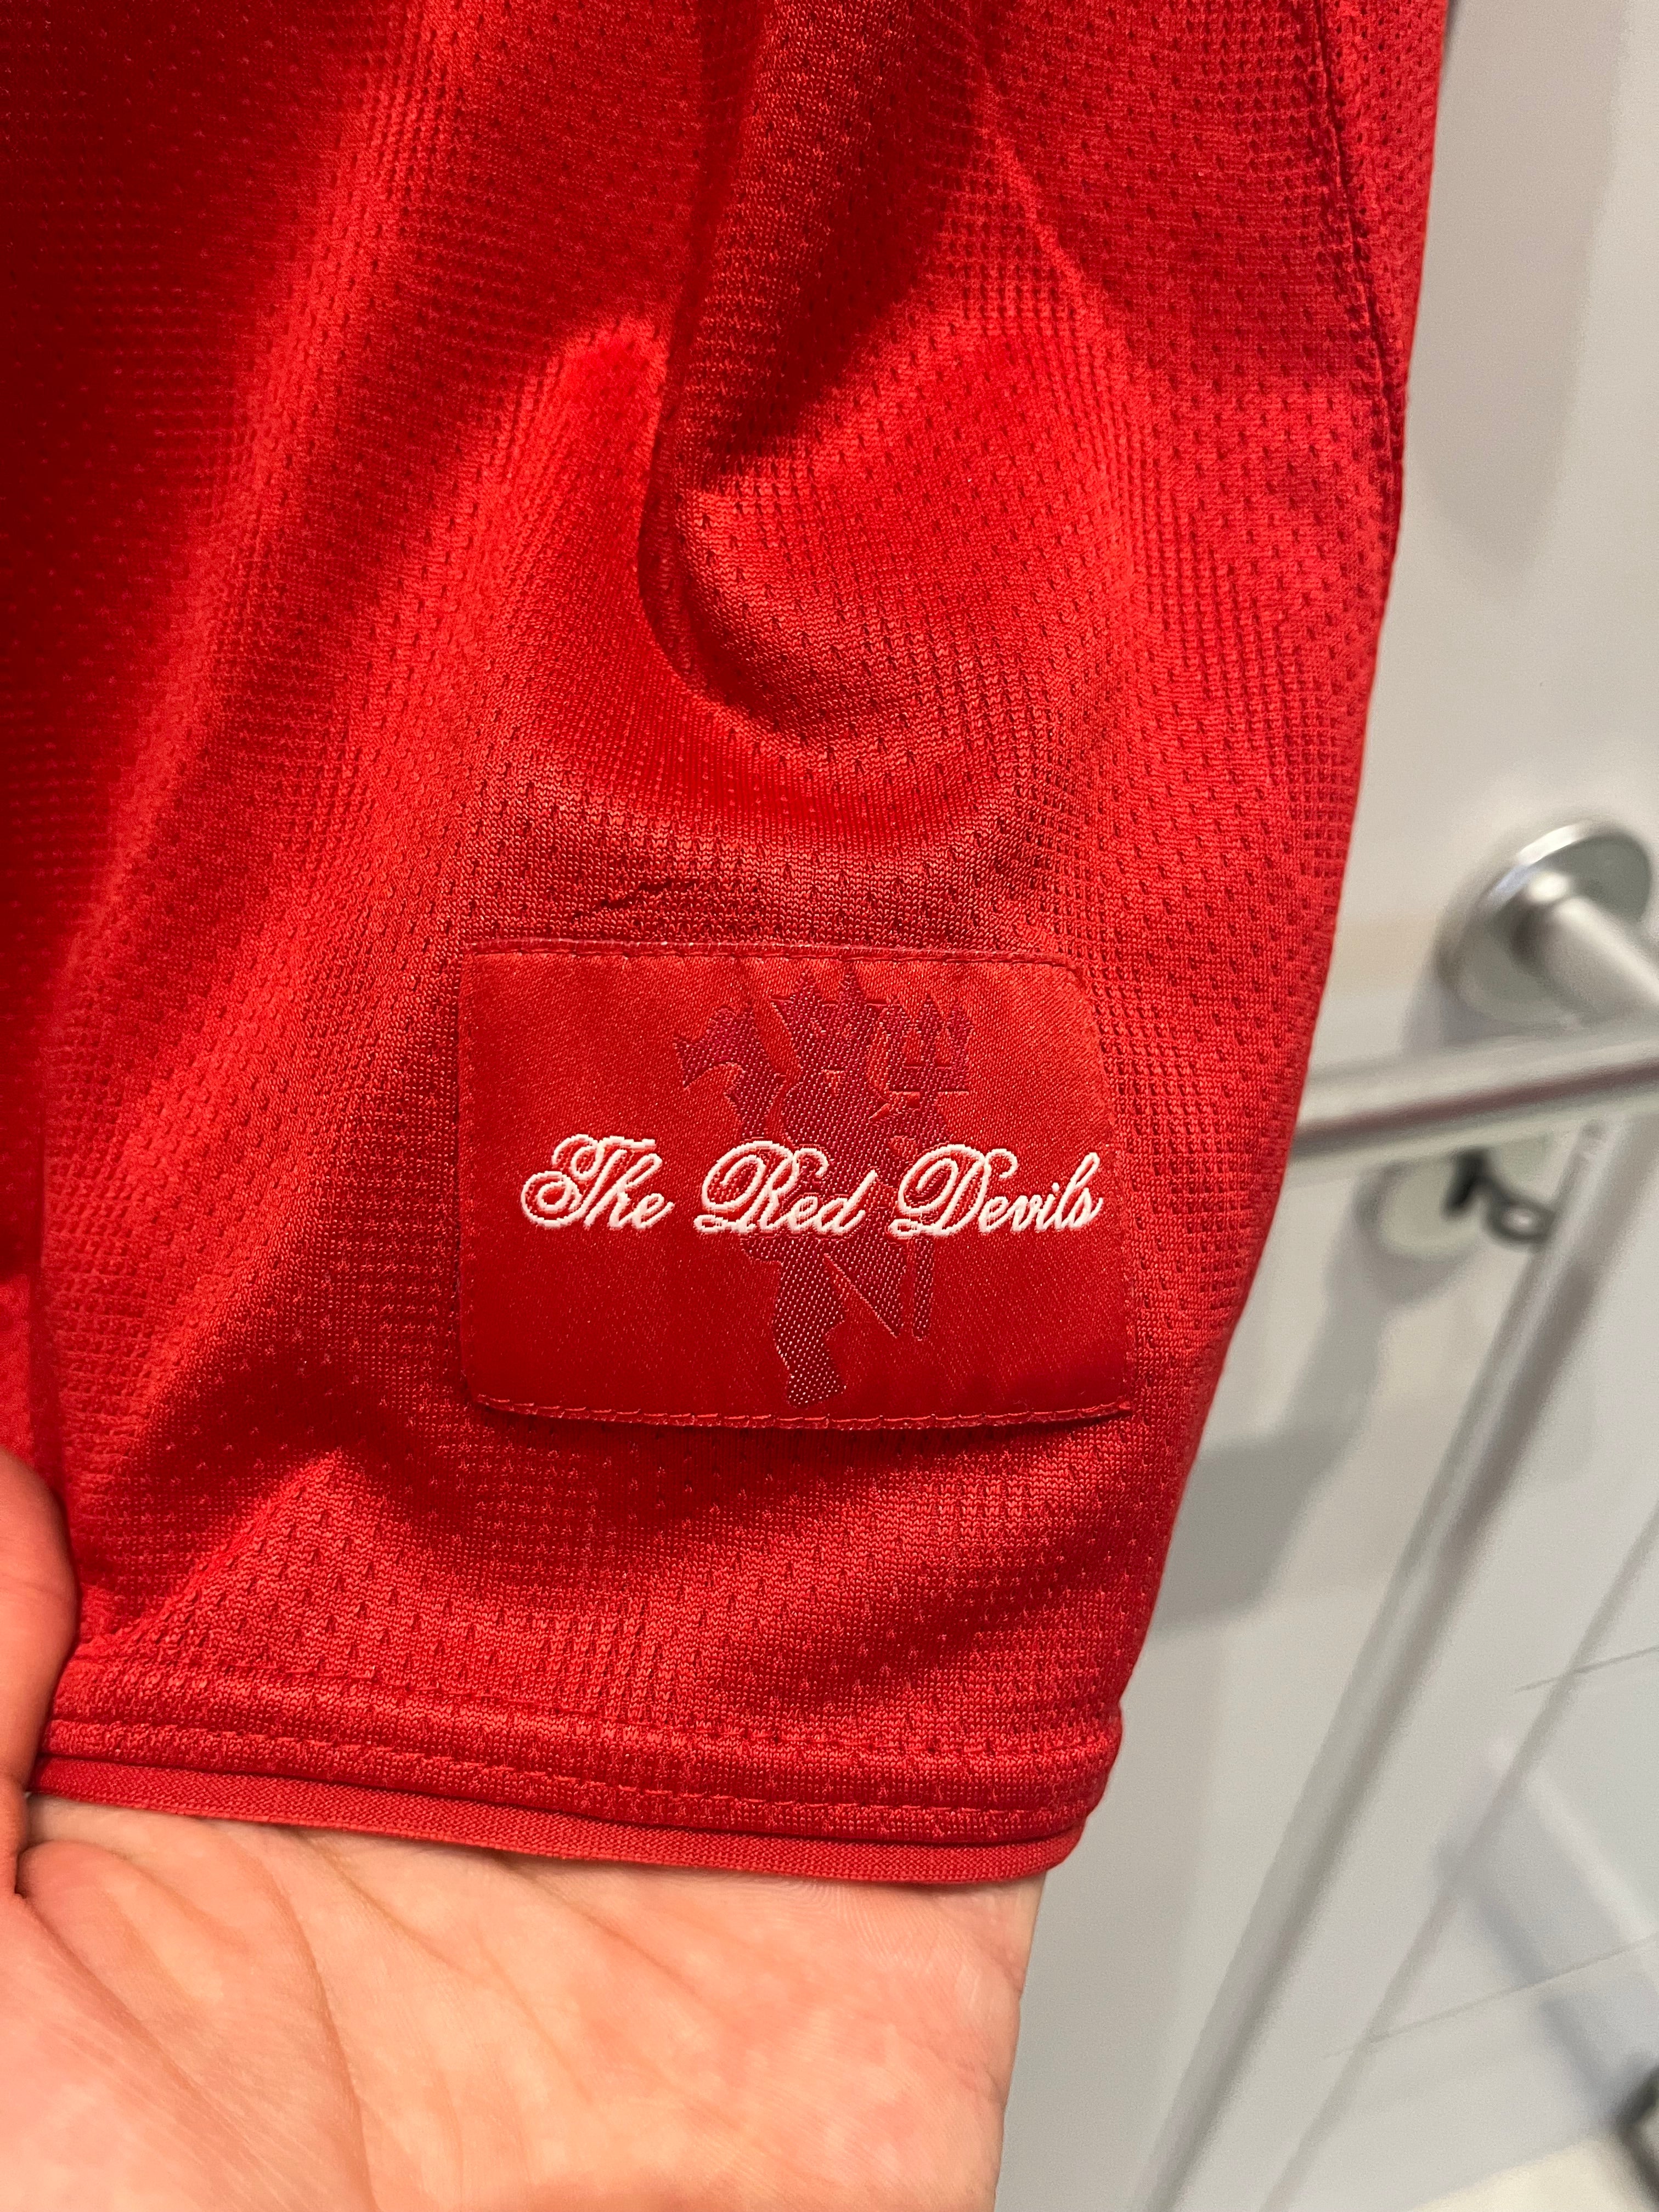 The Red Devils